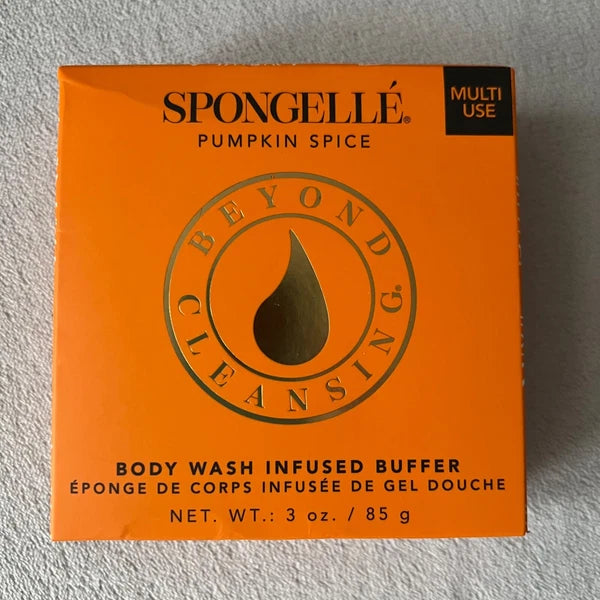 SPONGELLÉ®
PUMPKIN SPICE
MULTI
USE
BEYOND
CLEANSING®
BODY WASH INFUSED BUFFER
ÉPONGE DE CORPS INFUSÉE DE GEL DOUCHE
NET. WT.: 3 oz. / 85 g